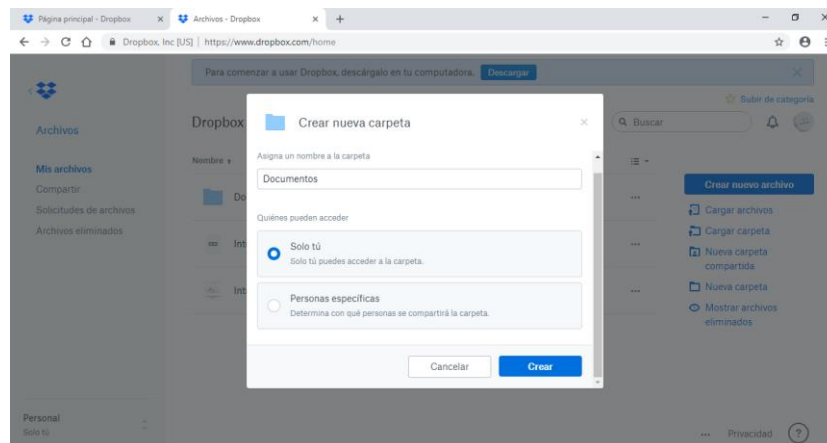 Página principal - Dropbox
Archivos - Dropbox
Dropbox, Inc [US] | https://www.dropbox.com/home
Para comenzar a usar Dropbox, descárgalo en tu computadora. Descargar
Subir de categoría
Archivos
Dropbox
Crear nueva carpeta
Buscar
Nombre
Asigna un nombre a la carpeta
Documentos
Mis archivos
Compartir
Solicitudes de archivos
Archivos eliminados
Do
Int
Int
Quiénes pueden acceder
Solo tú
Solo tú puedes acceder a la carpeta.
Personas específicas
Determina con qué personas se compartirá la carpeta.
Cancelar
Crear
Crear nuevo archivo
Cargar archivos
Cargar carpeta
Nueva carpeta
compartida
Nueva carpeta
Mostrar archivos
eliminados
Personal
Solo tú
Privacidad
?